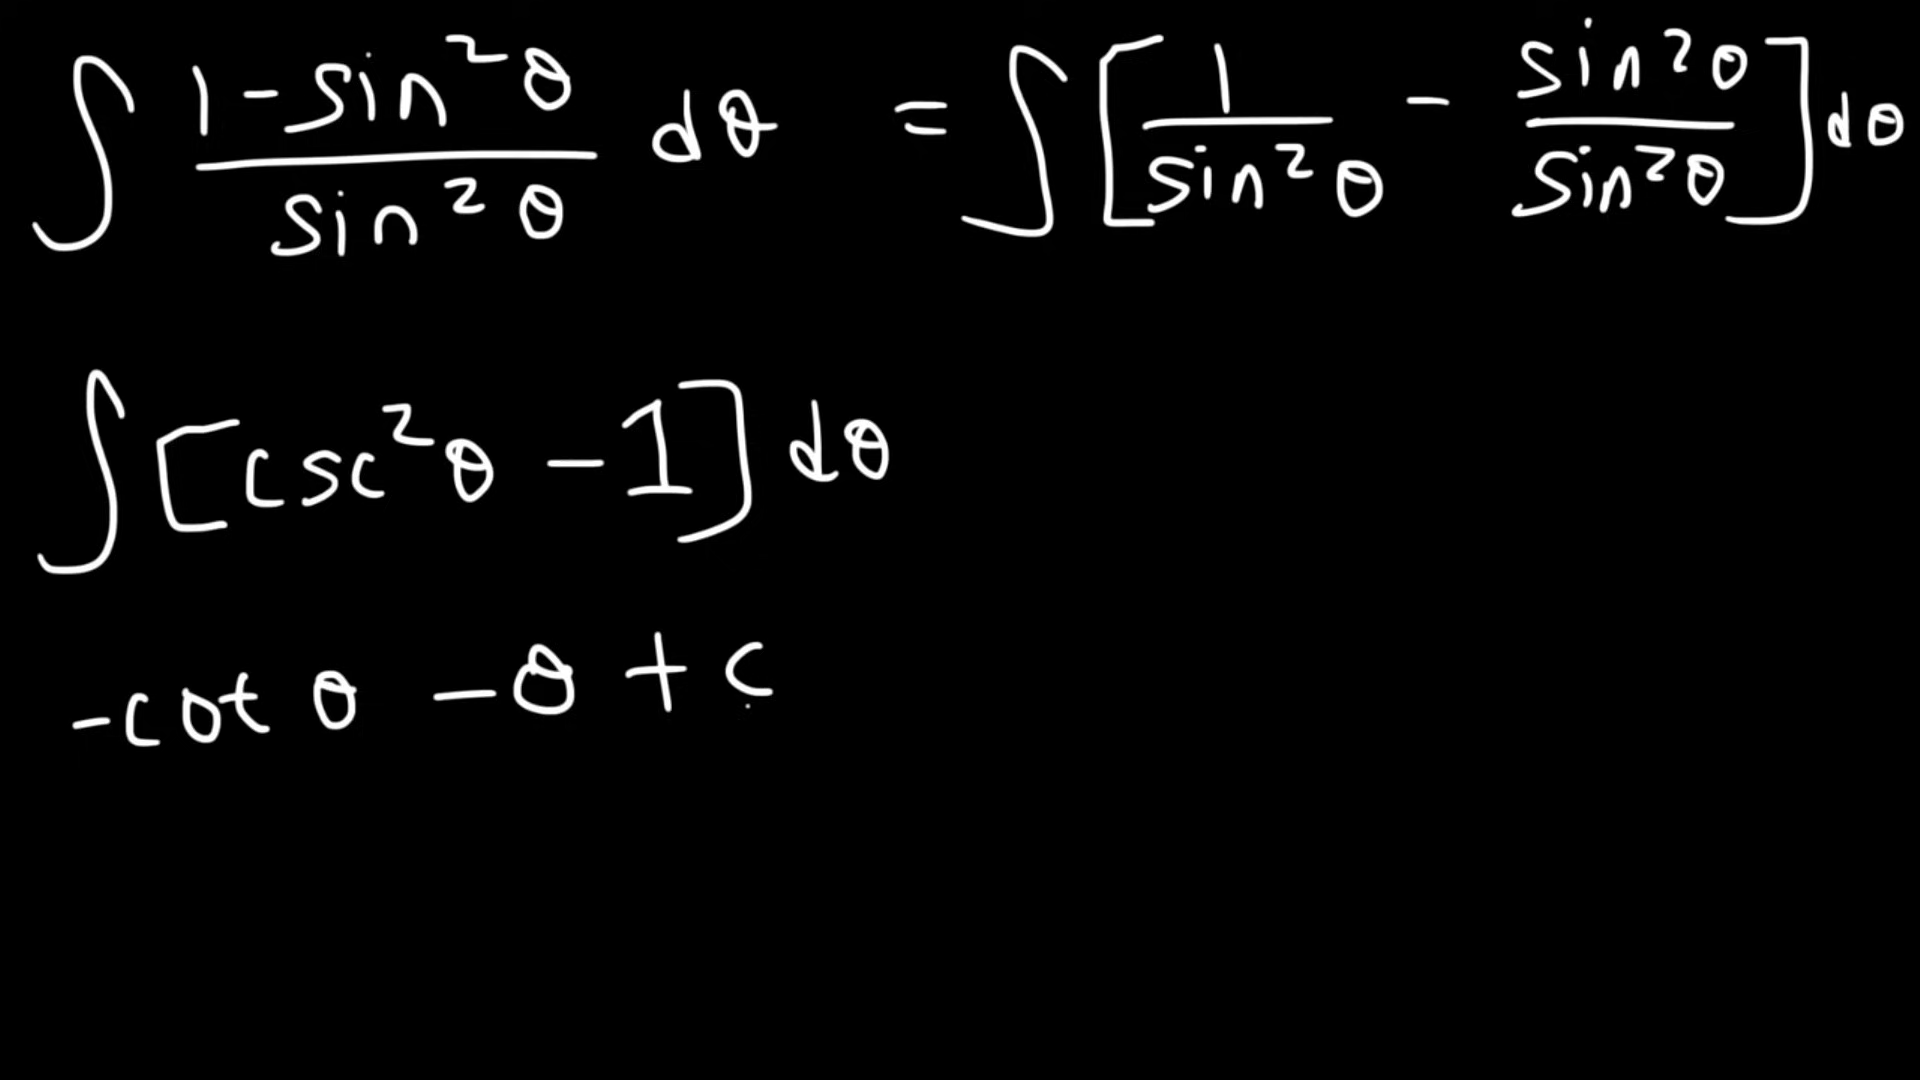 ∫ (1-sin²θ)/(sin²θ) dθ = ∫ [1/(sin²θ) - (sin²θ)/(sin²θ)] dθ
∫ [csc²θ - 1] dθ
-cot θ - θ + c